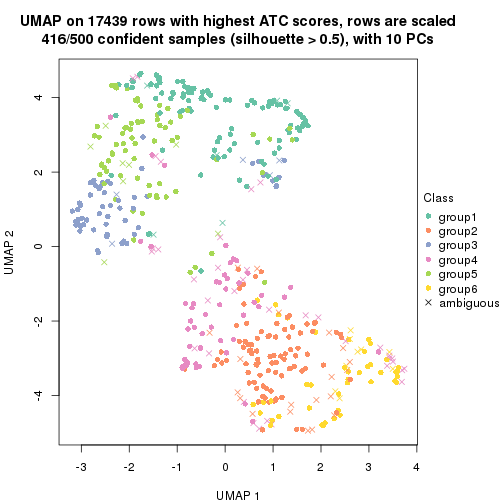 UMAP on 17439 rows with highest ATC scores, rows are scaled
416/500 confident samples (silhouette > 0.5), with 10 PCs
4
2
0
-2
-4
UMAP 2
-3 -2 -1 0 1 2 3 4
UMAP 1
Class
group1
group2
group3
group4
group5
group6
ambiguous